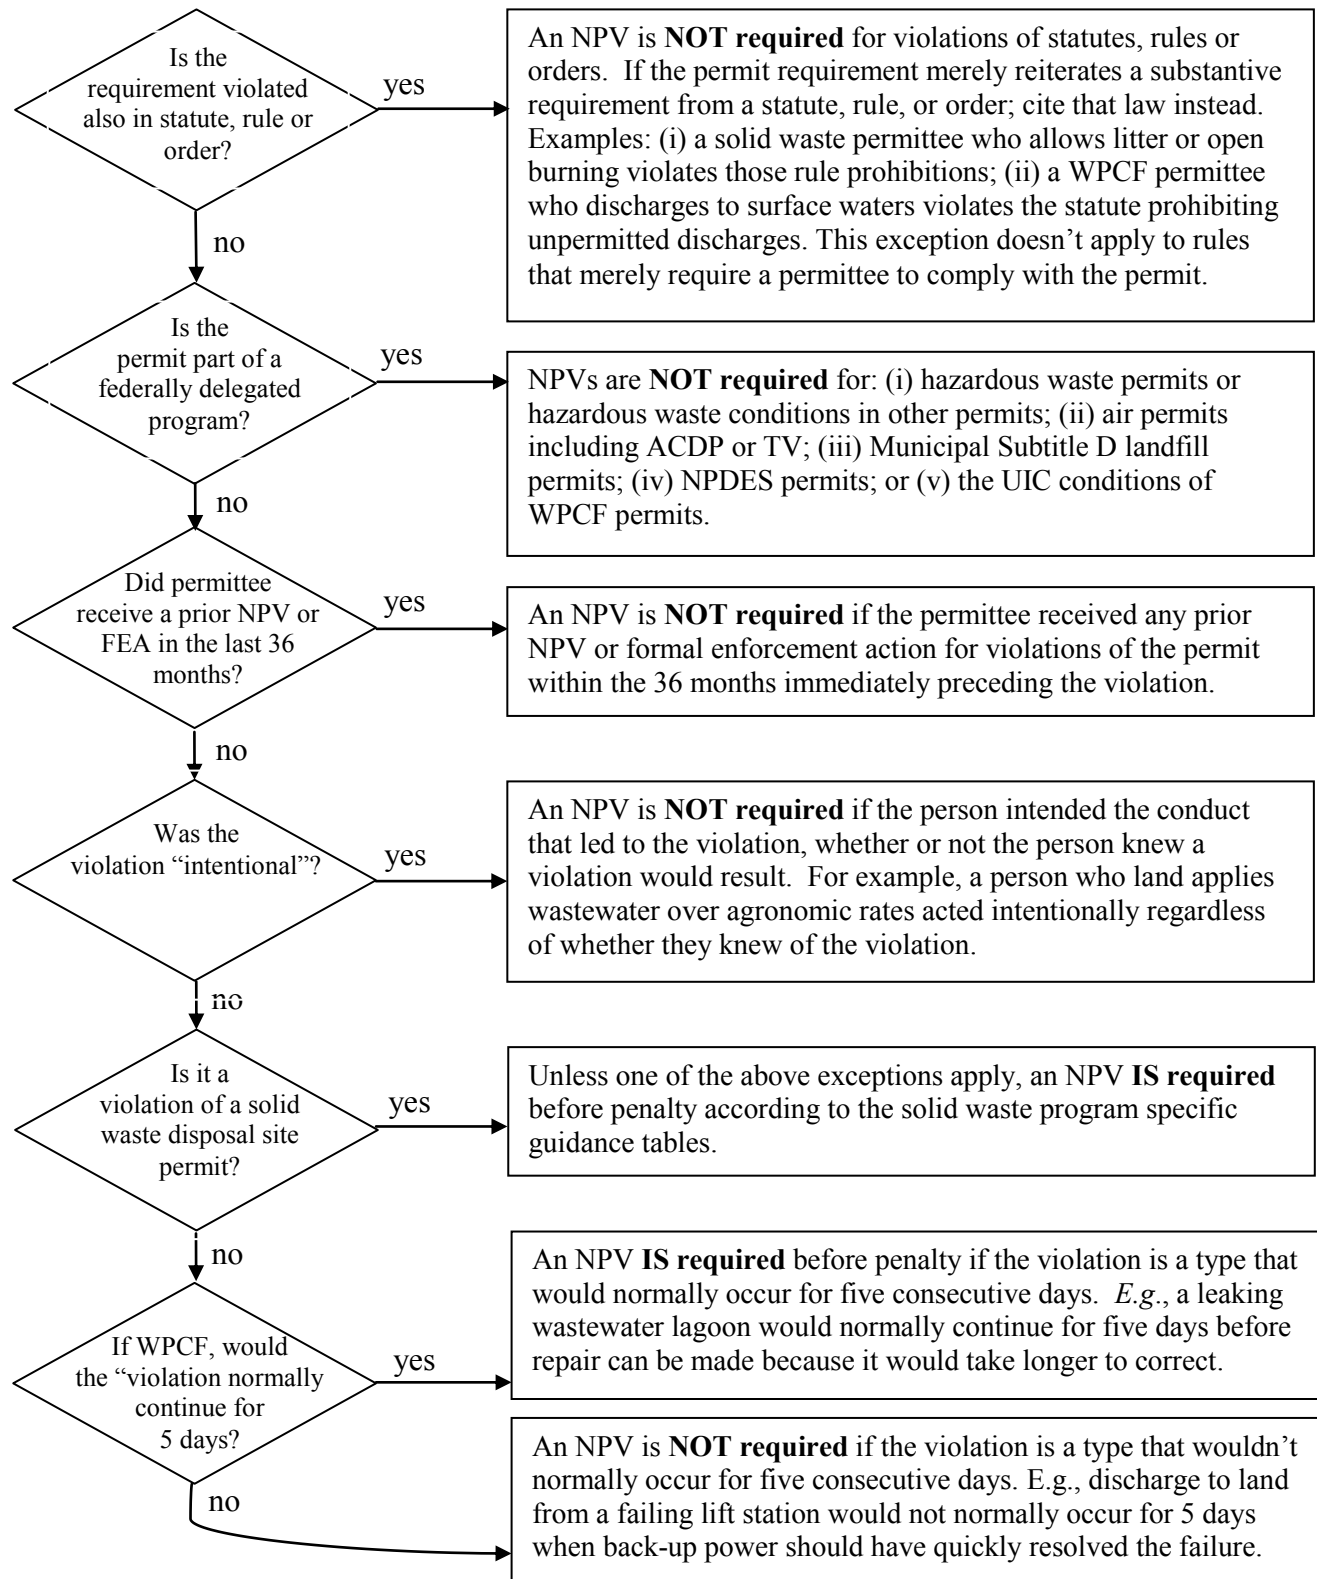 Is the
requirement violated
also in statute, rule or
order?
yes
An NPV is NOT required for violations of statutes, rules or
orders.  If the permit requirement merely reiterates a substantive
requirement from a statute, rule, or order; cite that law instead.
Examples: (i) a solid waste permittee who allows litter or open
burning violates those rule prohibitions; (ii) a WPCF permittee
who discharges to surface waters violates the statute prohibiting
unpermitted discharges. This exception doesn’t apply to rules
that merely require a permittee to comply with the permit.
no
Is the
permit part of a
federally delegated
program?
yes
NPVs are NOT required for: (i) hazardous waste permits or
hazardous waste conditions in other permits; (ii) air permits
including ACDP or TV; (iii) Municipal Subtitle D landfill
permits; (iv) NPDES permits; or (v) the UIC conditions of
WPCF permits.
no
Did permittee
receive a prior NPV or
FEA in the last 36
months?
yes
An NPV is NOT required if the permittee received any prior
NPV or formal enforcement action for violations of the permit
within the 36 months immediately preceding the violation.
no
Was the
violation “intentional”?
yes
An NPV is NOT required if the person intended the conduct
that led to the violation, whether or not the person knew a
violation would result.  For example, a person who land applies
wastewater over agronomic rates acted intentionally regardless
of whether they knew of the violation.
no
Is it a
violation of a solid
waste disposal site
permit?
yes
Unless one of the above exceptions apply, an NPV IS required
before penalty according to the solid waste program specific
guidance tables.
no
If WPCF, would
the “violation normally
continue for
5 days?
yes
An NPV IS required before penalty if the violation is a type that
would normally occur for five consecutive days.  E.g., a leaking
wastewater lagoon would normally continue for five days before
repair can be made because it would take longer to correct.
no
An NPV is NOT required if the violation is a type that wouldn’t
normally occur for five consecutive days. E.g., discharge to land
from a failing lift station would not normally occur for 5 days
when back-up power should have quickly resolved the failure.